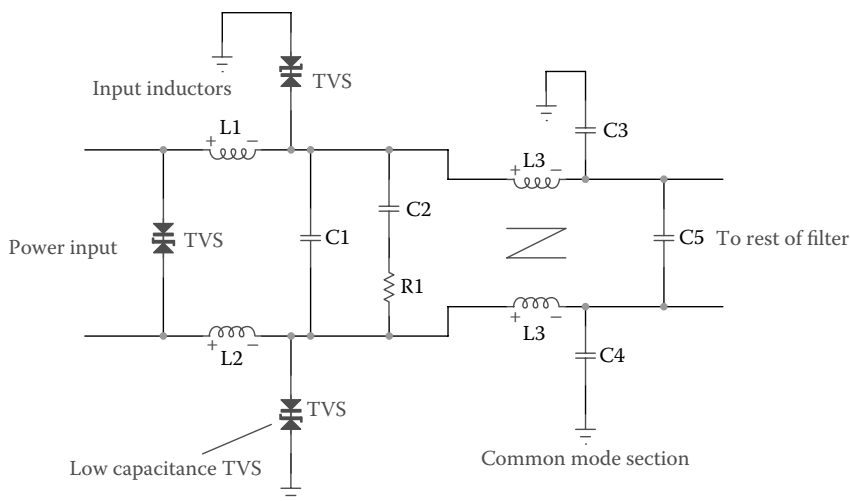 Input inductors
TVS
L1
+ −
C3
L3
+ −
C2
Power input
TVS
C1
C5
To rest of filter
R1
L3
+ −
+ −
L2
C4
TVS
Low capacitance TVS
Common mode section